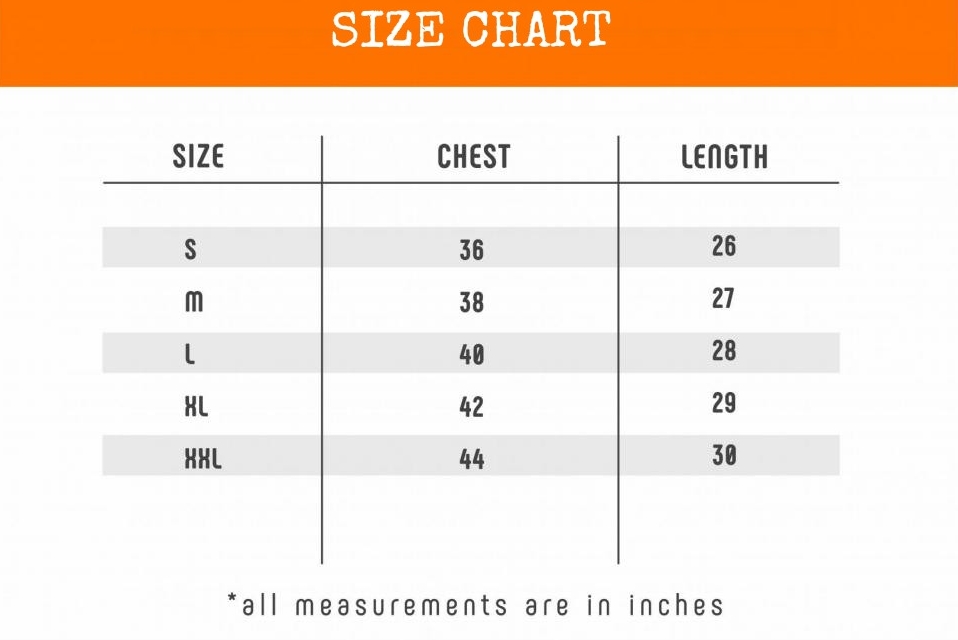 SIZE CHART
SIZE CHEST LENGTH
S 36 26
M 38 27
L 40 28
XL 42 29
XXL 44 30
*all measurements are in inches